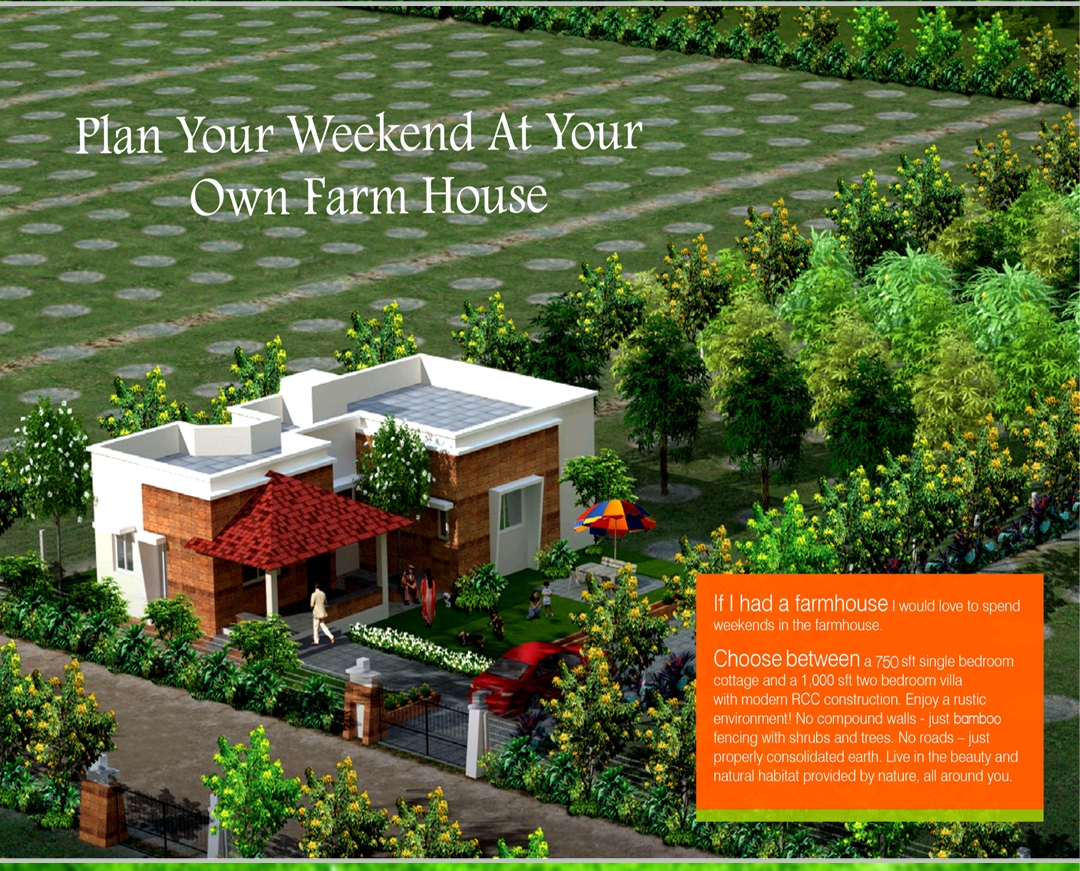 Plan Your Weekend At Your
Own Farm House
If I had a farmhouse I would love to spend
weekends in the farmhouse.
Choose between a 750 sft single bedroom
cottage and a 1,000 sft two bedroom villa
with modern RCC construction. Enjoy a rustic
environment! No compound walls - just bamboo
fencing with shrubs and trees. No roads – just
properly consolidated earth. Live in the beauty and
natural habitat provided by nature, all around you.